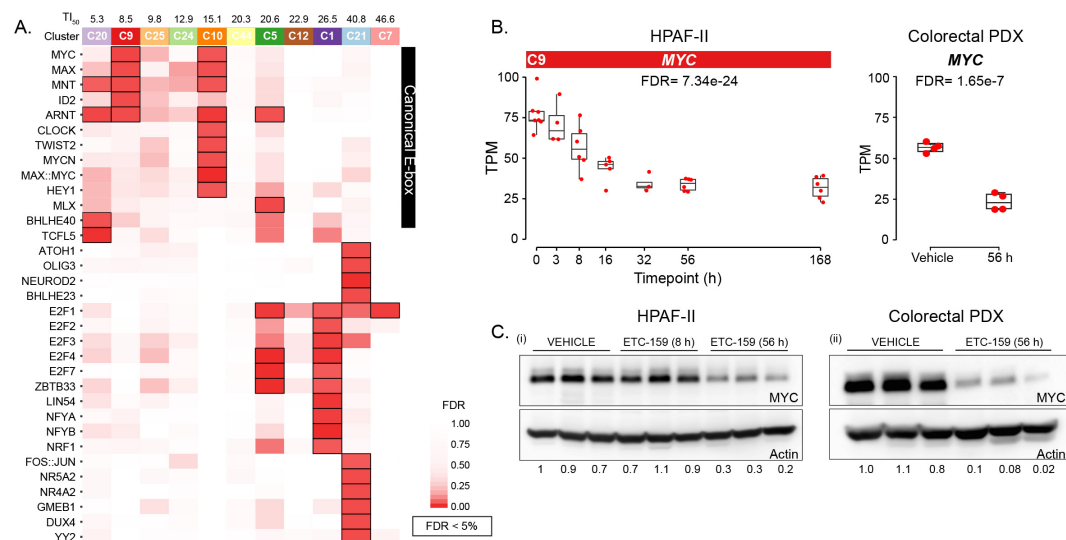 A.
TI50 5.3 8.5 9.8 12.9 15.1 20.3 20.6 22.9 26.5 40.8 46.6
Cluster C20 C9 C25 C24 C10 C44 C5 C12 C1 C21 C7
MYC
MAX
MNT
ID2
ARNT
CLOCK
TWIST2
MYCN
MAX::MYC
HEY1
MLX
BHLHE40
TCFL5
ATOH1
OLIG3
NEUROD2
BHLHE23
E2F1
E2F2
E2F3
E2F4
E2F7
ZBTB33
LIN54
NFYA
NFYB
NRF1
FOS::JUN
NR5A2
NR4A2
GMEB1
DUX4
YY2
Canonical E-box
FDR
1.00
0.75
0.50
0.25
0.00
FDR < 5%
B.
HPAF-II
C9 MYC
FDR= 7.34e-24
TPM
100
75
50
25
0
0 3 8 16 32 56 168
Timepoint (h)
Colorectal PDX
MYC
FDR= 1.65e-7
TPM
100
75
50
25
0
Vehicle 56 h
C.
HPAF-II
(i) VEHICLE ETC-159 (8 h) ETC-159 (56 h)
MYC
Actin
1 0.9 0.7 0.7 1.1 0.9 0.3 0.3 0.2
Colorectal PDX
(ii) VEHICLE ETC-159 (56 h)
MYC
Actin
1.0 1.1 0.8 0.1 0.08 0.02